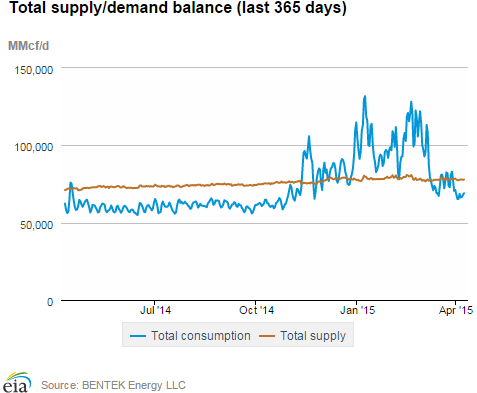 Total supply/demand balance (last 365 days)
MMcf/d
150,000
100,000
50,000
0
Jul '14 Oct '14 Jan '15 Apr '15
Total consumption Total supply
eia Source: BENTEK Energy LLC